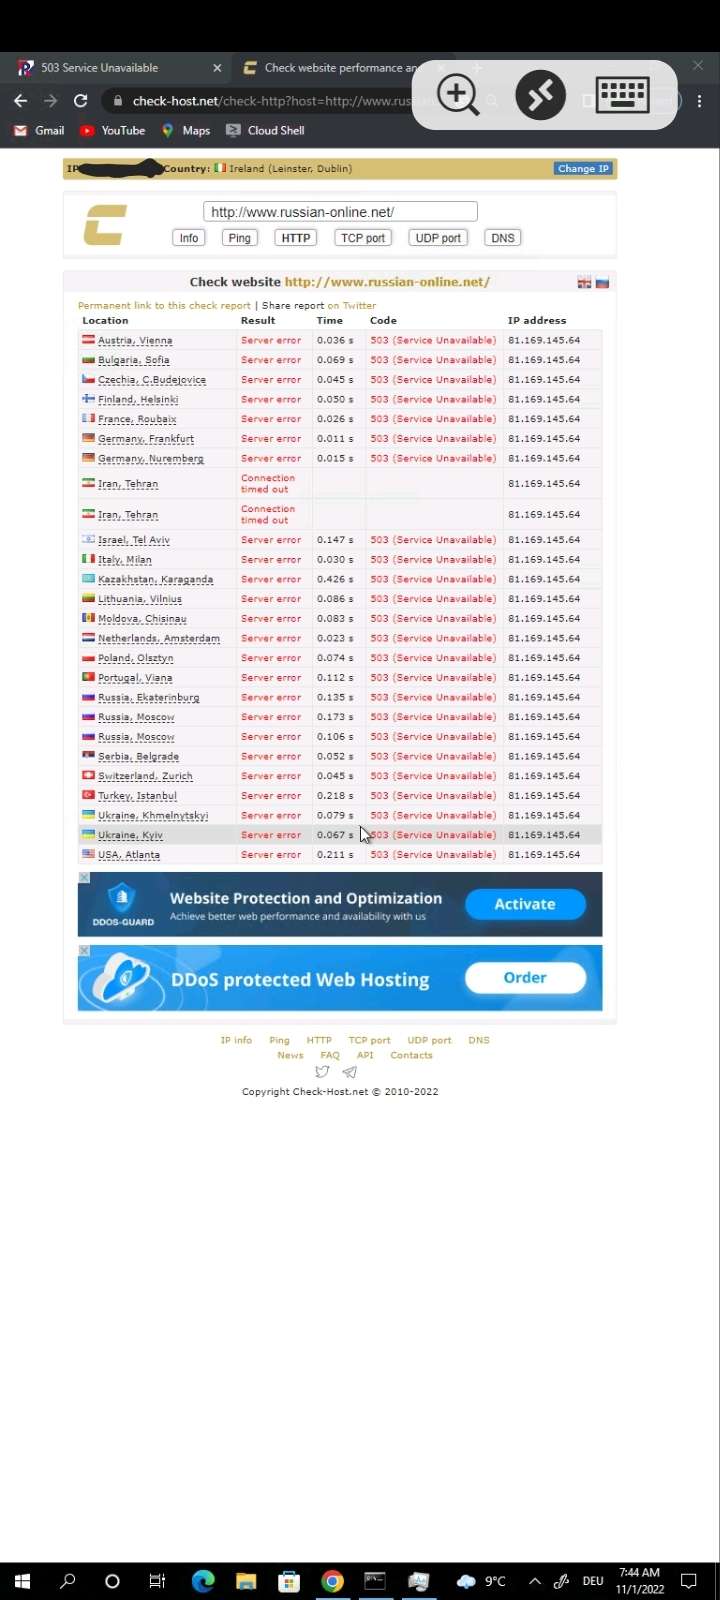 503 Service Unavailable
Check website performance an
check-host.net/check-http?host=http://www.rus
Gmail YouTube Maps Cloud Shell
IP Country: Ireland (Leinster, Dublin) Change IP
http://www.russian-online.net/
Info Ping HTTP TCP port UDP port DNS
Check website http://www.russian-online.net/
Permanent link to this check report | Share report on Twitter
Location Result Time Code IP address
Austria, Vienna Server error 0.036 s 503 (Service Unavailable) 81.169.145.64
Bulgaria, Sofia Server error 0.069 s 503 (Service Unavailable) 81.169.145.64
Czechia, C.Budejovice Server error 0.045 s 503 (Service Unavailable) 81.169.145.64
Finland, Helsinki Server error 0.050 s 503 (Service Unavailable) 81.169.145.64
France, Roubaix Server error 0.026 s 503 (Service Unavailable) 81.169.145.64
Germany, Frankfurt Server error 0.011 s 503 (Service Unavailable) 81.169.145.64
Germany, Nuremberg Server error 0.015 s 503 (Service Unavailable) 81.169.145.64
Iran, Tehran Connection timed out 81.169.145.64
Iran, Tehran Connection timed out 81.169.145.64
Israel, Tel Aviv Server error 0.147 s 503 (Service Unavailable) 81.169.145.64
Italy, Milan Server error 0.030 s 503 (Service Unavailable) 81.169.145.64
Kazakhstan, Karaganda Server error 0.426 s 503 (Service Unavailable) 81.169.145.64
Lithuania, Vilnius Server error 0.086 s 503 (Service Unavailable) 81.169.145.64
Moldova, Chisinau Server error 0.083 s 503 (Service Unavailable) 81.169.145.64
Netherlands, Amsterdam Server error 0.023 s 503 (Service Unavailable) 81.169.145.64
Poland, Olsztyn Server error 0.074 s 503 (Service Unavailable) 81.169.145.64
Portugal, Viana Server error 0.112 s 503 (Service Unavailable) 81.169.145.64
Russia, Ekaterinburg Server error 0.135 s 503 (Service Unavailable) 81.169.145.64
Russia, Moscow Server error 0.173 s 503 (Service Unavailable) 81.169.145.64
Russia, Moscow Server error 0.106 s 503 (Service Unavailable) 81.169.145.64
Serbia, Belgrade Server error 0.052 s 503 (Service Unavailable) 81.169.145.64
Switzerland, Zurich Server error 0.045 s 503 (Service Unavailable) 81.169.145.64
Turkey, Istanbul Server error 0.218 s 503 (Service Unavailable) 81.169.145.64
Ukraine, Khmelnytskyi Server error 0.079 s 503 (Service Unavailable) 81.169.145.64
Ukraine, Kyiv Server error 0.067 s 503 (Service Unavailable) 81.169.145.64
USA, Atlanta Server error 0.211 s 503 (Service Unavailable) 81.169.145.64
Website Protection and Optimization
Achieve better web performance and availability with us
DDOS-GUARD
Activate
DDoS protected Web Hosting
Order
IP info Ping HTTP TCP port UDP port DNS
News FAQ API Contacts
Copyright Check-Host.net © 2010-2022
9°C DEU 7:44 AM
11/1/2022